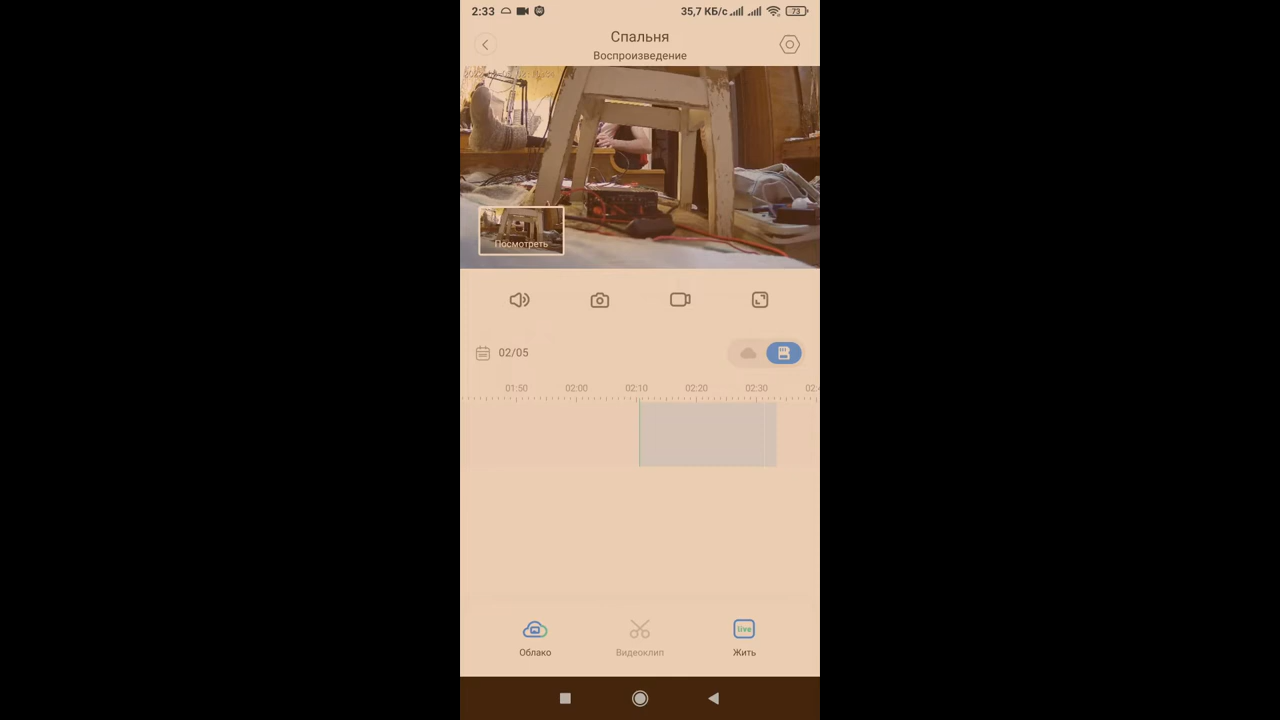 2:33
35,7 КБ/с
73
Спальня
Воспроизведение
Посмотреть
02/05
01:50 02:00 02:10 02:20 02:30
Облако
Видеоклип
live
Жить